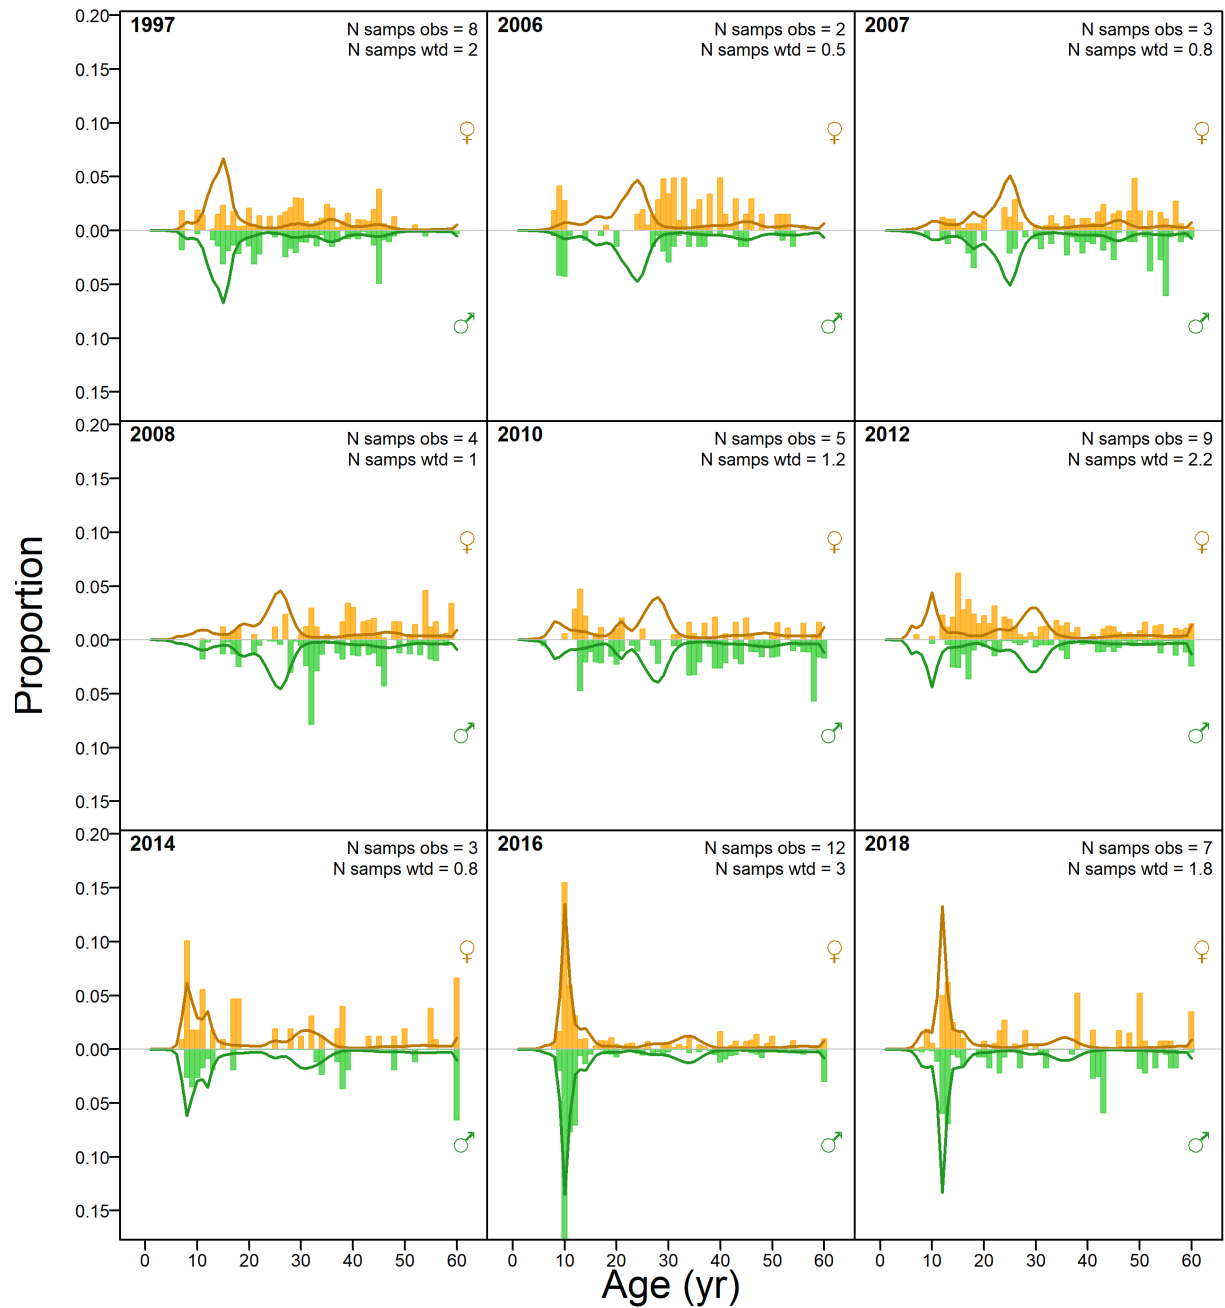 1997
N samps obs = 8
N samps wtd = 2
2006
N samps obs = 2
N samps wtd = 0.5
2007
N samps obs = 3
N samps wtd = 0.8
0.20
0.15
0.10
0.05
0.00
0.05
0.10
0.15
♀
♂
♀
♂
♀
♂
2008
N samps obs = 4
N samps wtd = 1
2010
N samps obs = 5
N samps wtd = 1.2
2012
N samps obs = 9
N samps wtd = 2.2
0.20
0.15
0.10
0.05
0.00
0.05
0.10
0.15
♀
♂
♀
♂
♀
♂
Proportion
2014
N samps obs = 3
N samps wtd = 0.8
2016
N samps obs = 12
N samps wtd = 3
2018
N samps obs = 7
N samps wtd = 1.8
0.20
0.15
0.10
0.05
0.00
0.05
0.10
0.15
♀
♂
♀
♂
♀
♂
0 10 20 30 40 50 60
0 10 20 30 40 50 60
0 10 20 30 40 50 60
Age (yr)